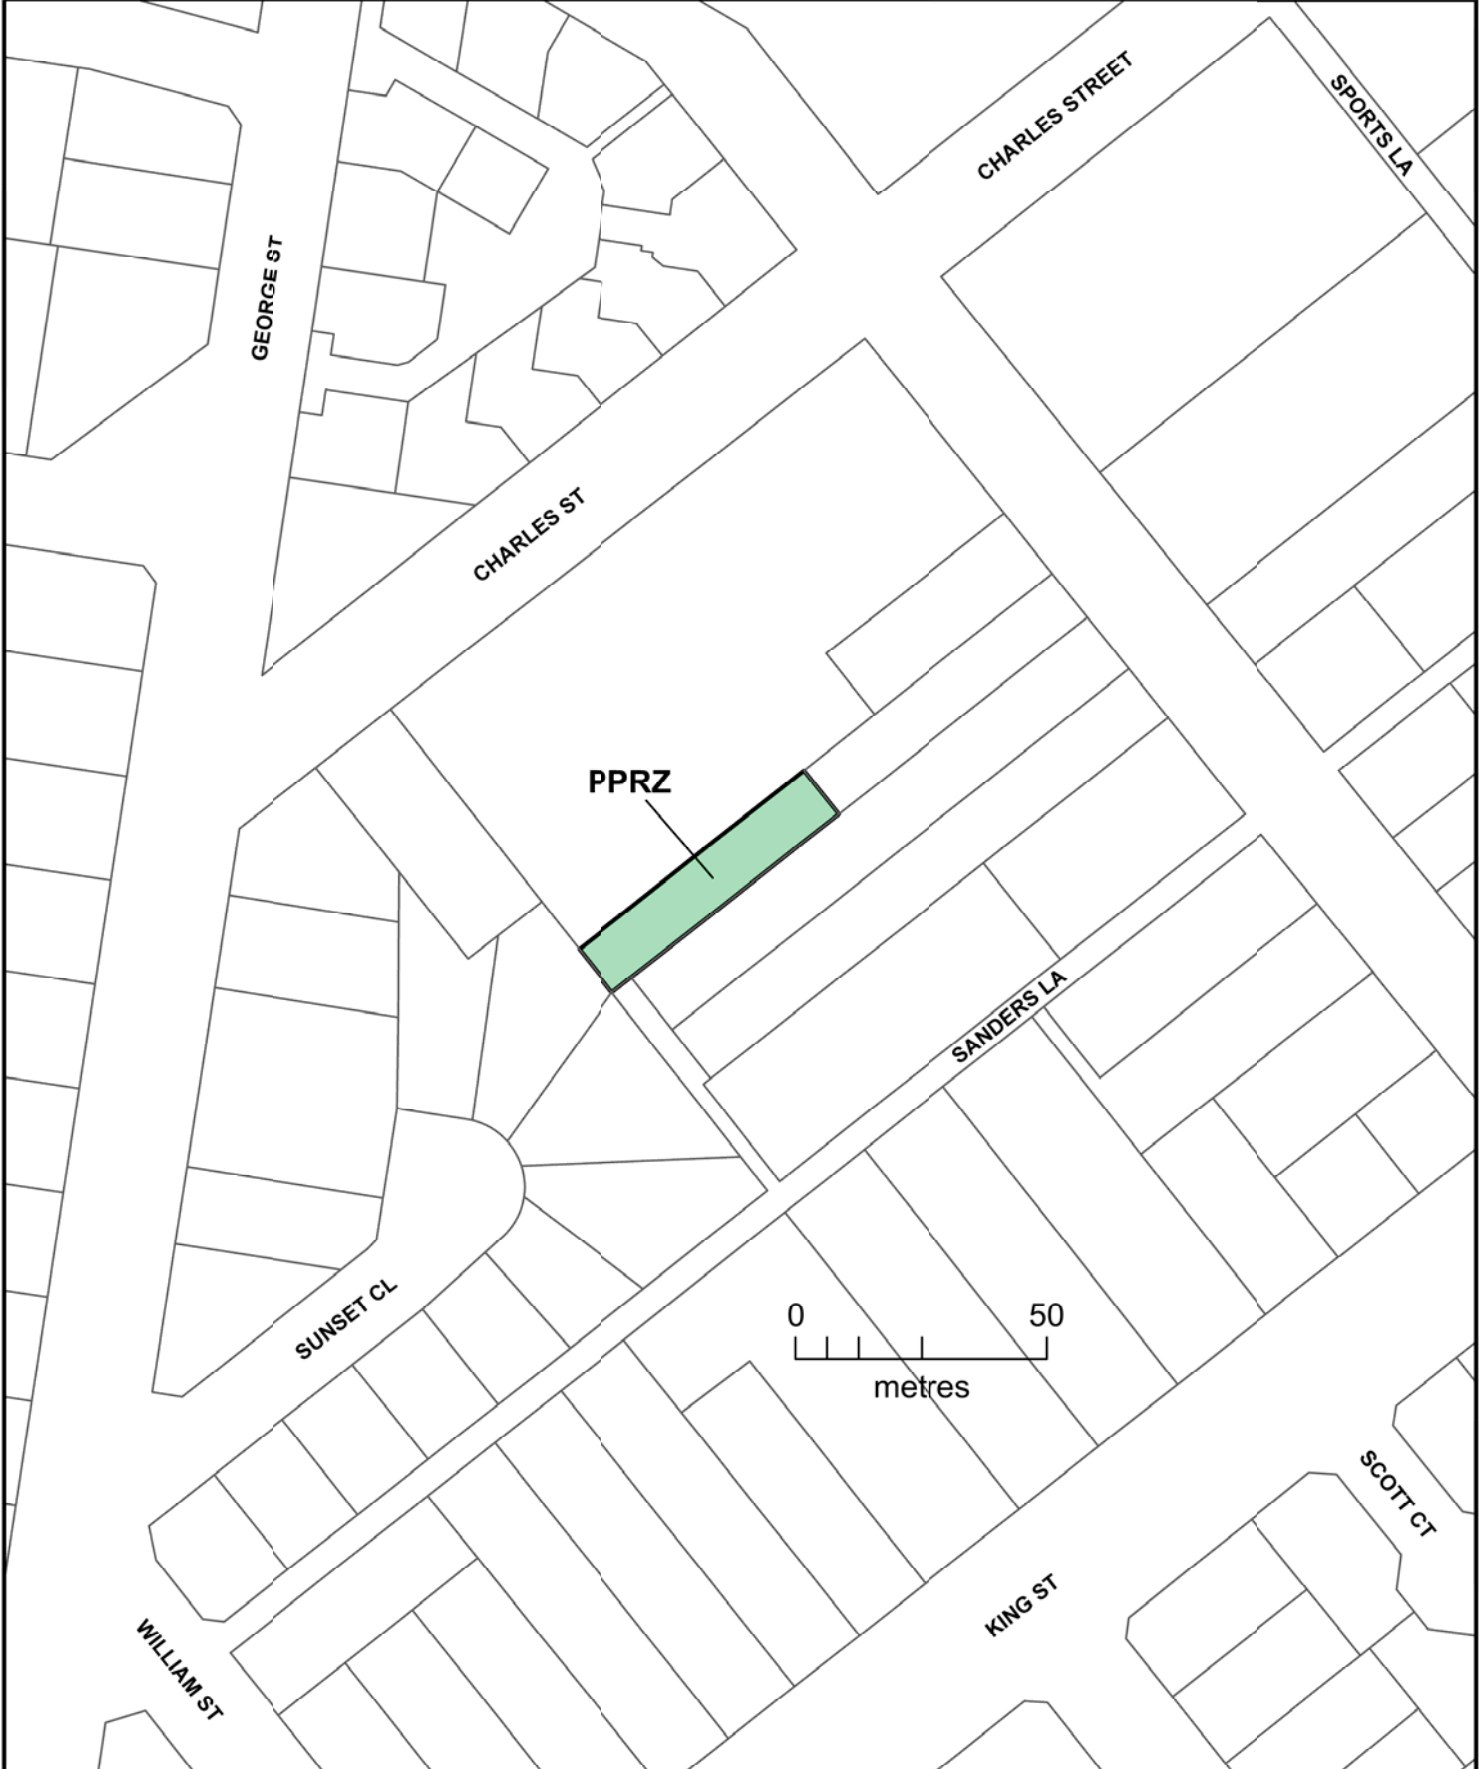 CHARLES STREET
SPORTS LA
GEORGE ST
CHARLES ST
PPRZ
SANDERS LA
SUNSET CL
0 50
metres
SCOTT CT
KING ST
WILLIAM ST